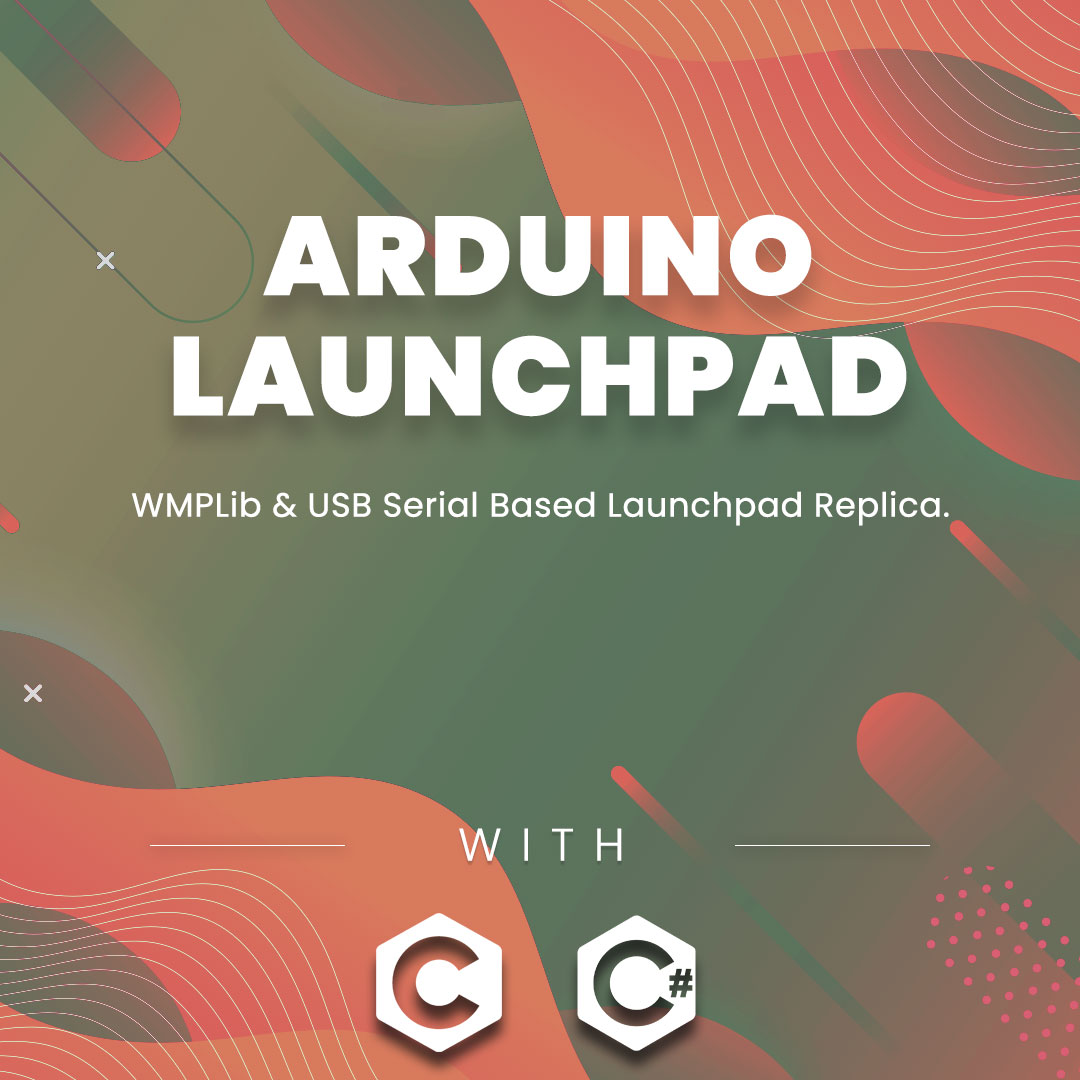 ARDUINO
LAUNCHPAD
WMPLib & USB Serial Based Launchpad Replica.
WITH
C C#